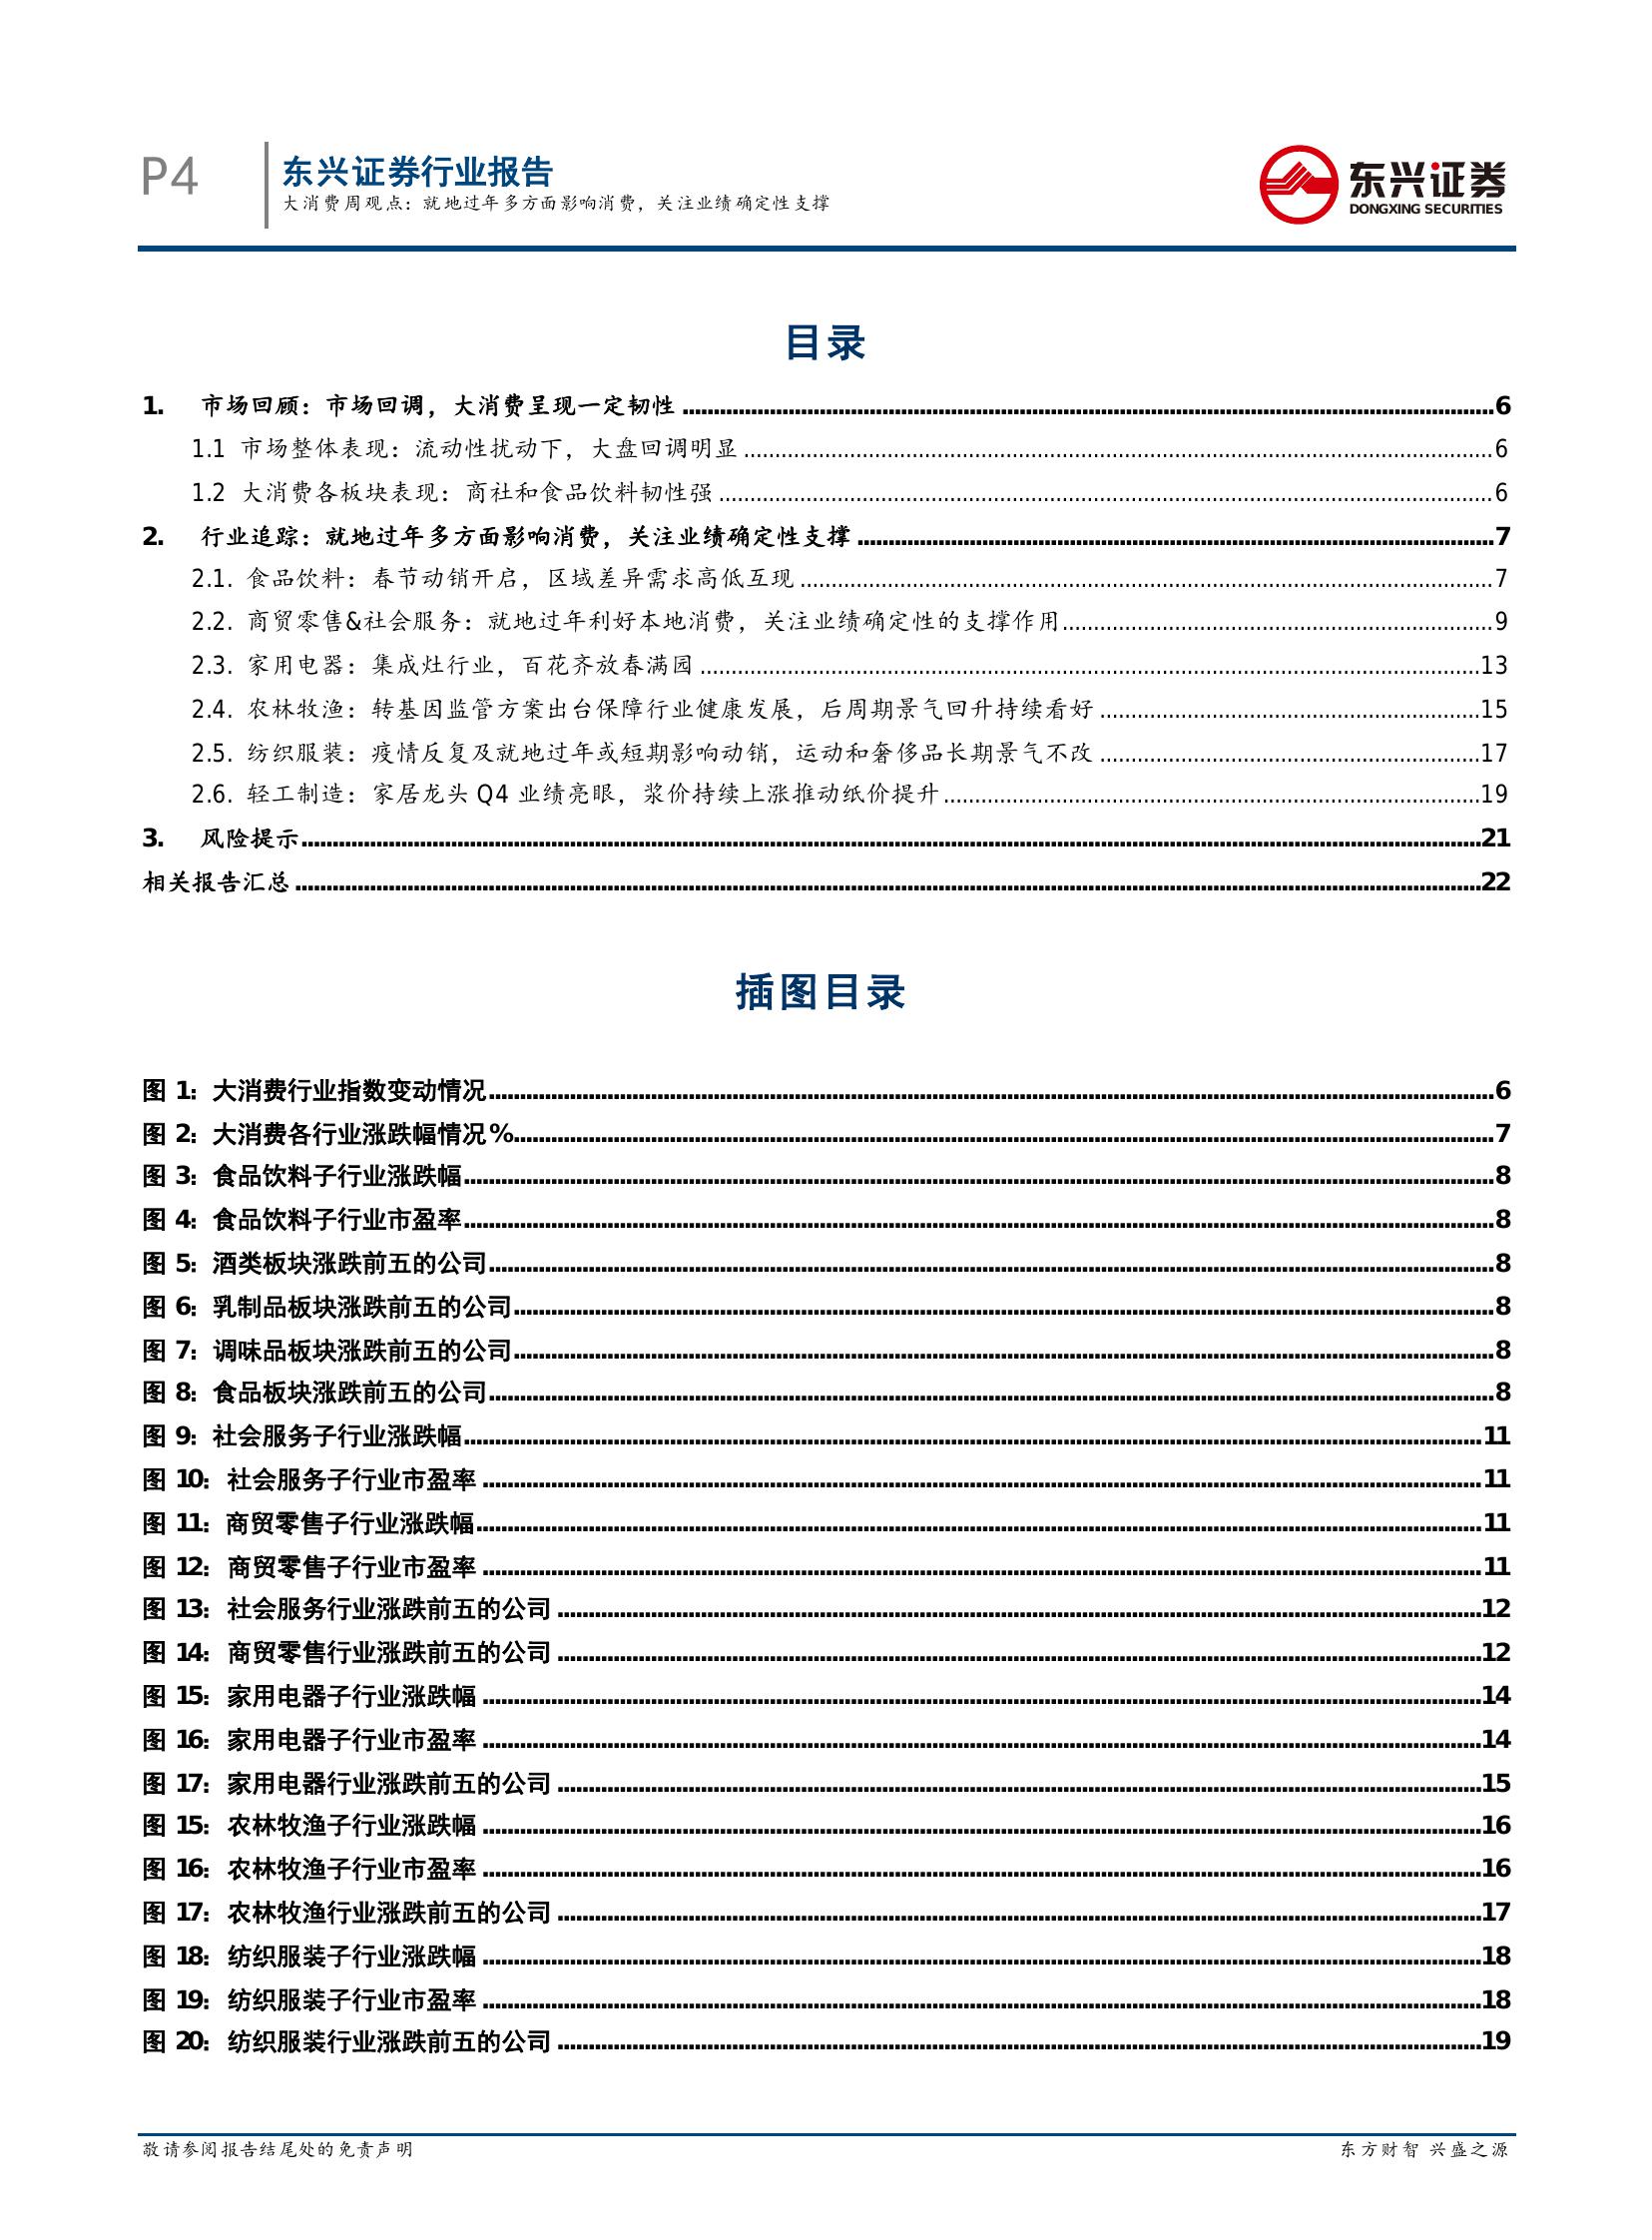 P4
东兴证券行业报告
大消费周观点：就地过年多方面影响消费，关注业绩确定性支撑
东兴证券
DONGXING SECURITIES
目录
1. 市场回顾：市场回调，大消费呈现一定韧性 6
1.1 市场整体表现：流动性扰动下，大盘回调明显 6
1.2 大消费各板块表现：商社和食品饮料韧性强 6
2. 行业追踪：就地过年多方面影响消费，关注业绩确定性支撑 7
2.1. 食品饮料：春节动销开启，区域差异需求高低互现 7
2.2. 商贸零售&社会服务：就地过年利好本地消费，关注业绩确定性的支撑作用 9
2.3. 家用电器：集成灶行业，百花齐放春满园 13
2.4. 农林牧渔：转基因监管方案出台保障行业健康发展，后周期景气回升持续看好 15
2.5. 纺织服装：疫情反复及就地过年或短期影响动销，运动和奢侈品长期景气不改 17
2.6. 轻工制造：家居龙头 Q4 业绩亮眼，浆价持续上涨推动纸价提升 19
3. 风险提示 21
相关报告汇总 22
插图目录
图 1：大消费行业指数变动情况 6
图 2：大消费各行业涨跌幅情况% 7
图 3：食品饮料子行业涨跌幅 8
图 4：食品饮料子行业市盈率 8
图 5：酒类板块涨跌前五的公司 8
图 6：乳制品板块涨跌前五的公司 8
图 7：调味品板块涨跌前五的公司 8
图 8：食品板块涨跌前五的公司 8
图 9：社会服务子行业涨跌幅 11
图 10：社会服务子行业市盈率 11
图 11：商贸零售子行业涨跌幅 11
图 12：商贸零售子行业市盈率 11
图 13：社会服务行业涨跌前五的公司 12
图 14：商贸零售行业涨跌前五的公司 12
图 15：家用电器子行业涨跌幅 14
图 16：家用电器子行业市盈率 14
图 17：家用电器行业涨跌前五的公司 15
图 15：农林牧渔子行业涨跌幅 16
图 16：农林牧渔子行业市盈率 16
图 17：农林牧渔行业涨跌前五的公司 17
图 18：纺织服装子行业涨跌幅 18
图 19：纺织服装子行业市盈率 18
图 20：纺织服装行业涨跌前五的公司 19
敬请参阅报告结尾处的免责声明
东方财智 兴盛之源